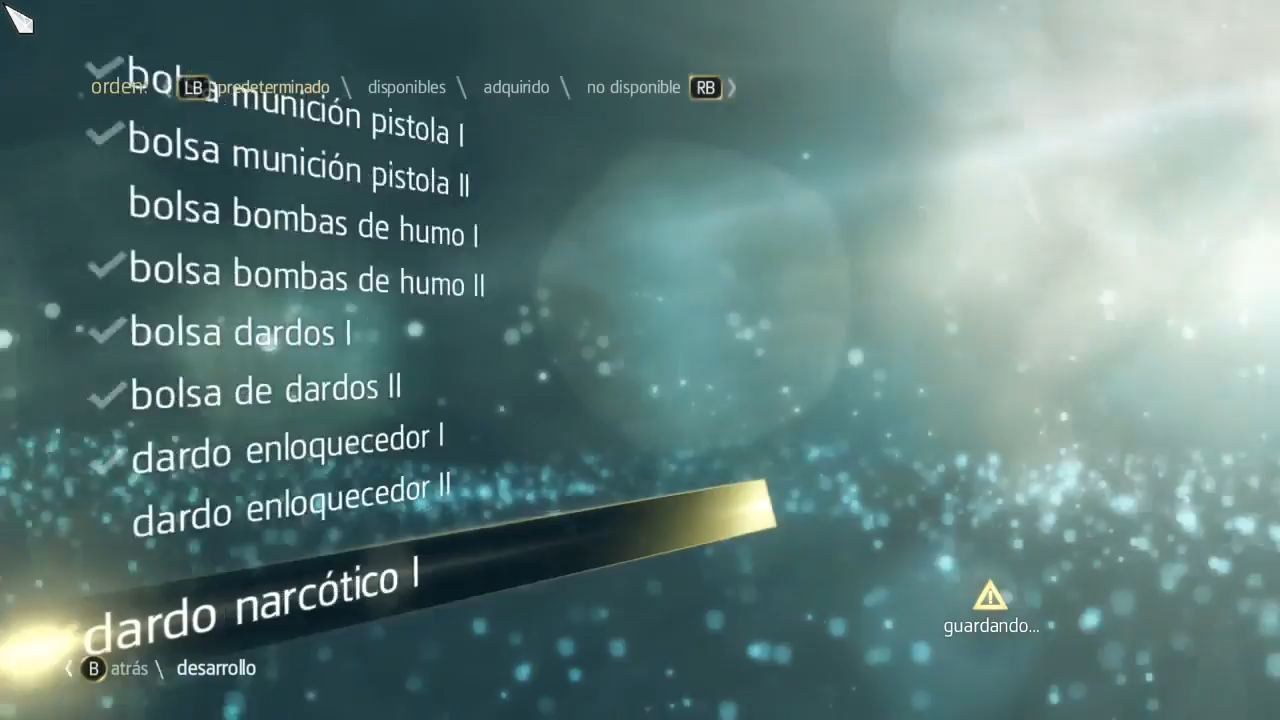 orden: LB predeterminado \ disponibles \ adquirido \ no disponible RB
bolsa munición pistola I
bolsa munición pistola II
bolsa bombas de humo I
bolsa bombas de humo II
bolsa dardos I
bolsa de dardos II
dardo enloquecedor I
dardo enloquecedor II
dardo narcótico I
guardando...
B atrás \ desarrollo